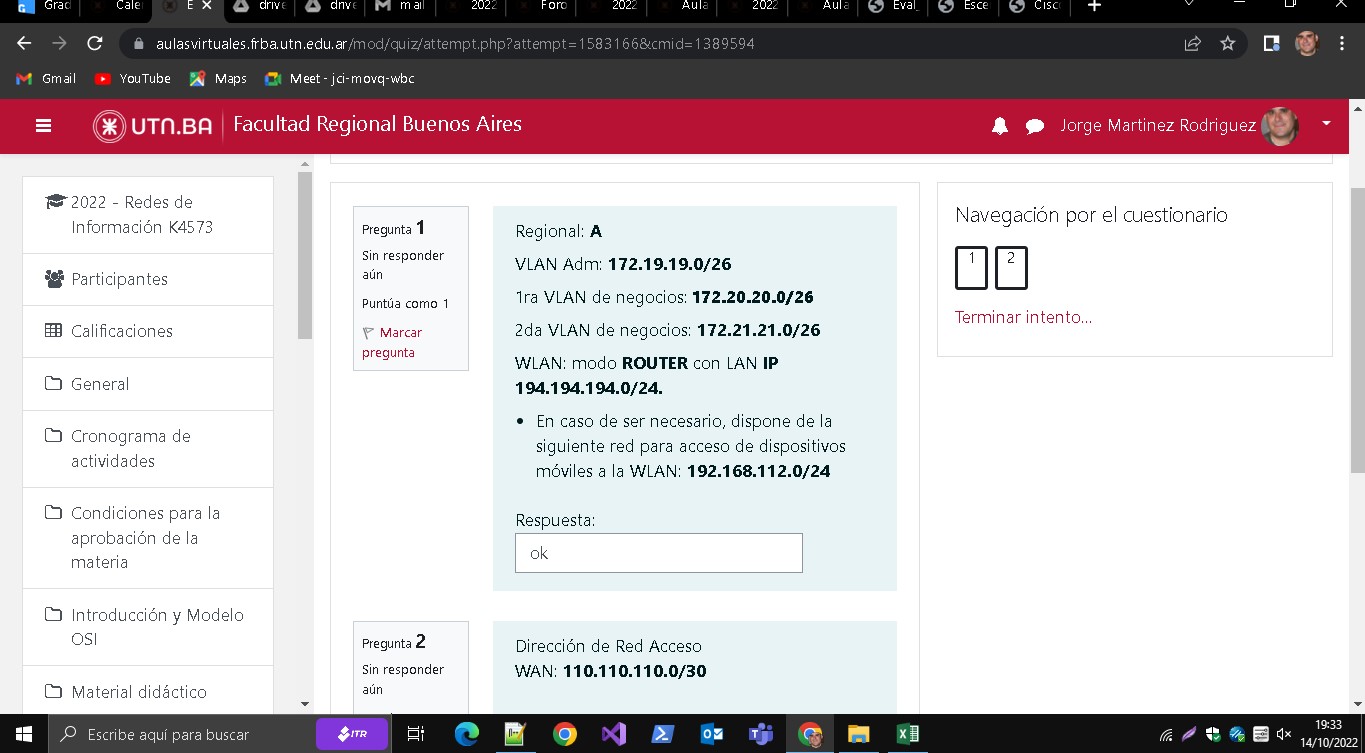 Grad
Cale
E
drive
drive
mail
2022
Foro
2022
Aula
2022
Aula
Eval_
Escer
Cisc
aulasvirtuales.frba.utn.edu.ar/mod/quiz/attempt.php?attempt=1583166&cmid=1389594
Gmail
YouTube
Maps
Meet - jci-movq-wbc
UTN.BA
Facultad Regional Buenos Aires
Jorge Martinez Rodriguez
2022 - Redes de
Información K4573
Participantes
Calificaciones
General
Cronograma de
actividades
Condiciones para la
aprobación de la
materia
Introducción y Modelo
OSI
Material didáctico
Pregunta 1
Sin responder
aún
Puntúa como 1
Marcar
pregunta
Regional: A
VLAN Adm: 172.19.19.0/26
1ra VLAN de negocios: 172.20.20.0/26
2da VLAN de negocios: 172.21.21.0/26
WLAN: modo ROUTER con LAN IP
194.194.194.0/24.
• En caso de ser necesario, dispone de la
siguiente red para acceso de dispositivos
móviles a la WLAN: 192.168.112.0/24
Respuesta:
ok
Pregunta 2
Sin responder
aún
Dirección de Red Acceso
WAN: 110.110.110.0/30
Navegación por el cuestionario
1
2
Terminar intento...
Escribe aquí para buscar
ITR
19:33
14/10/2022